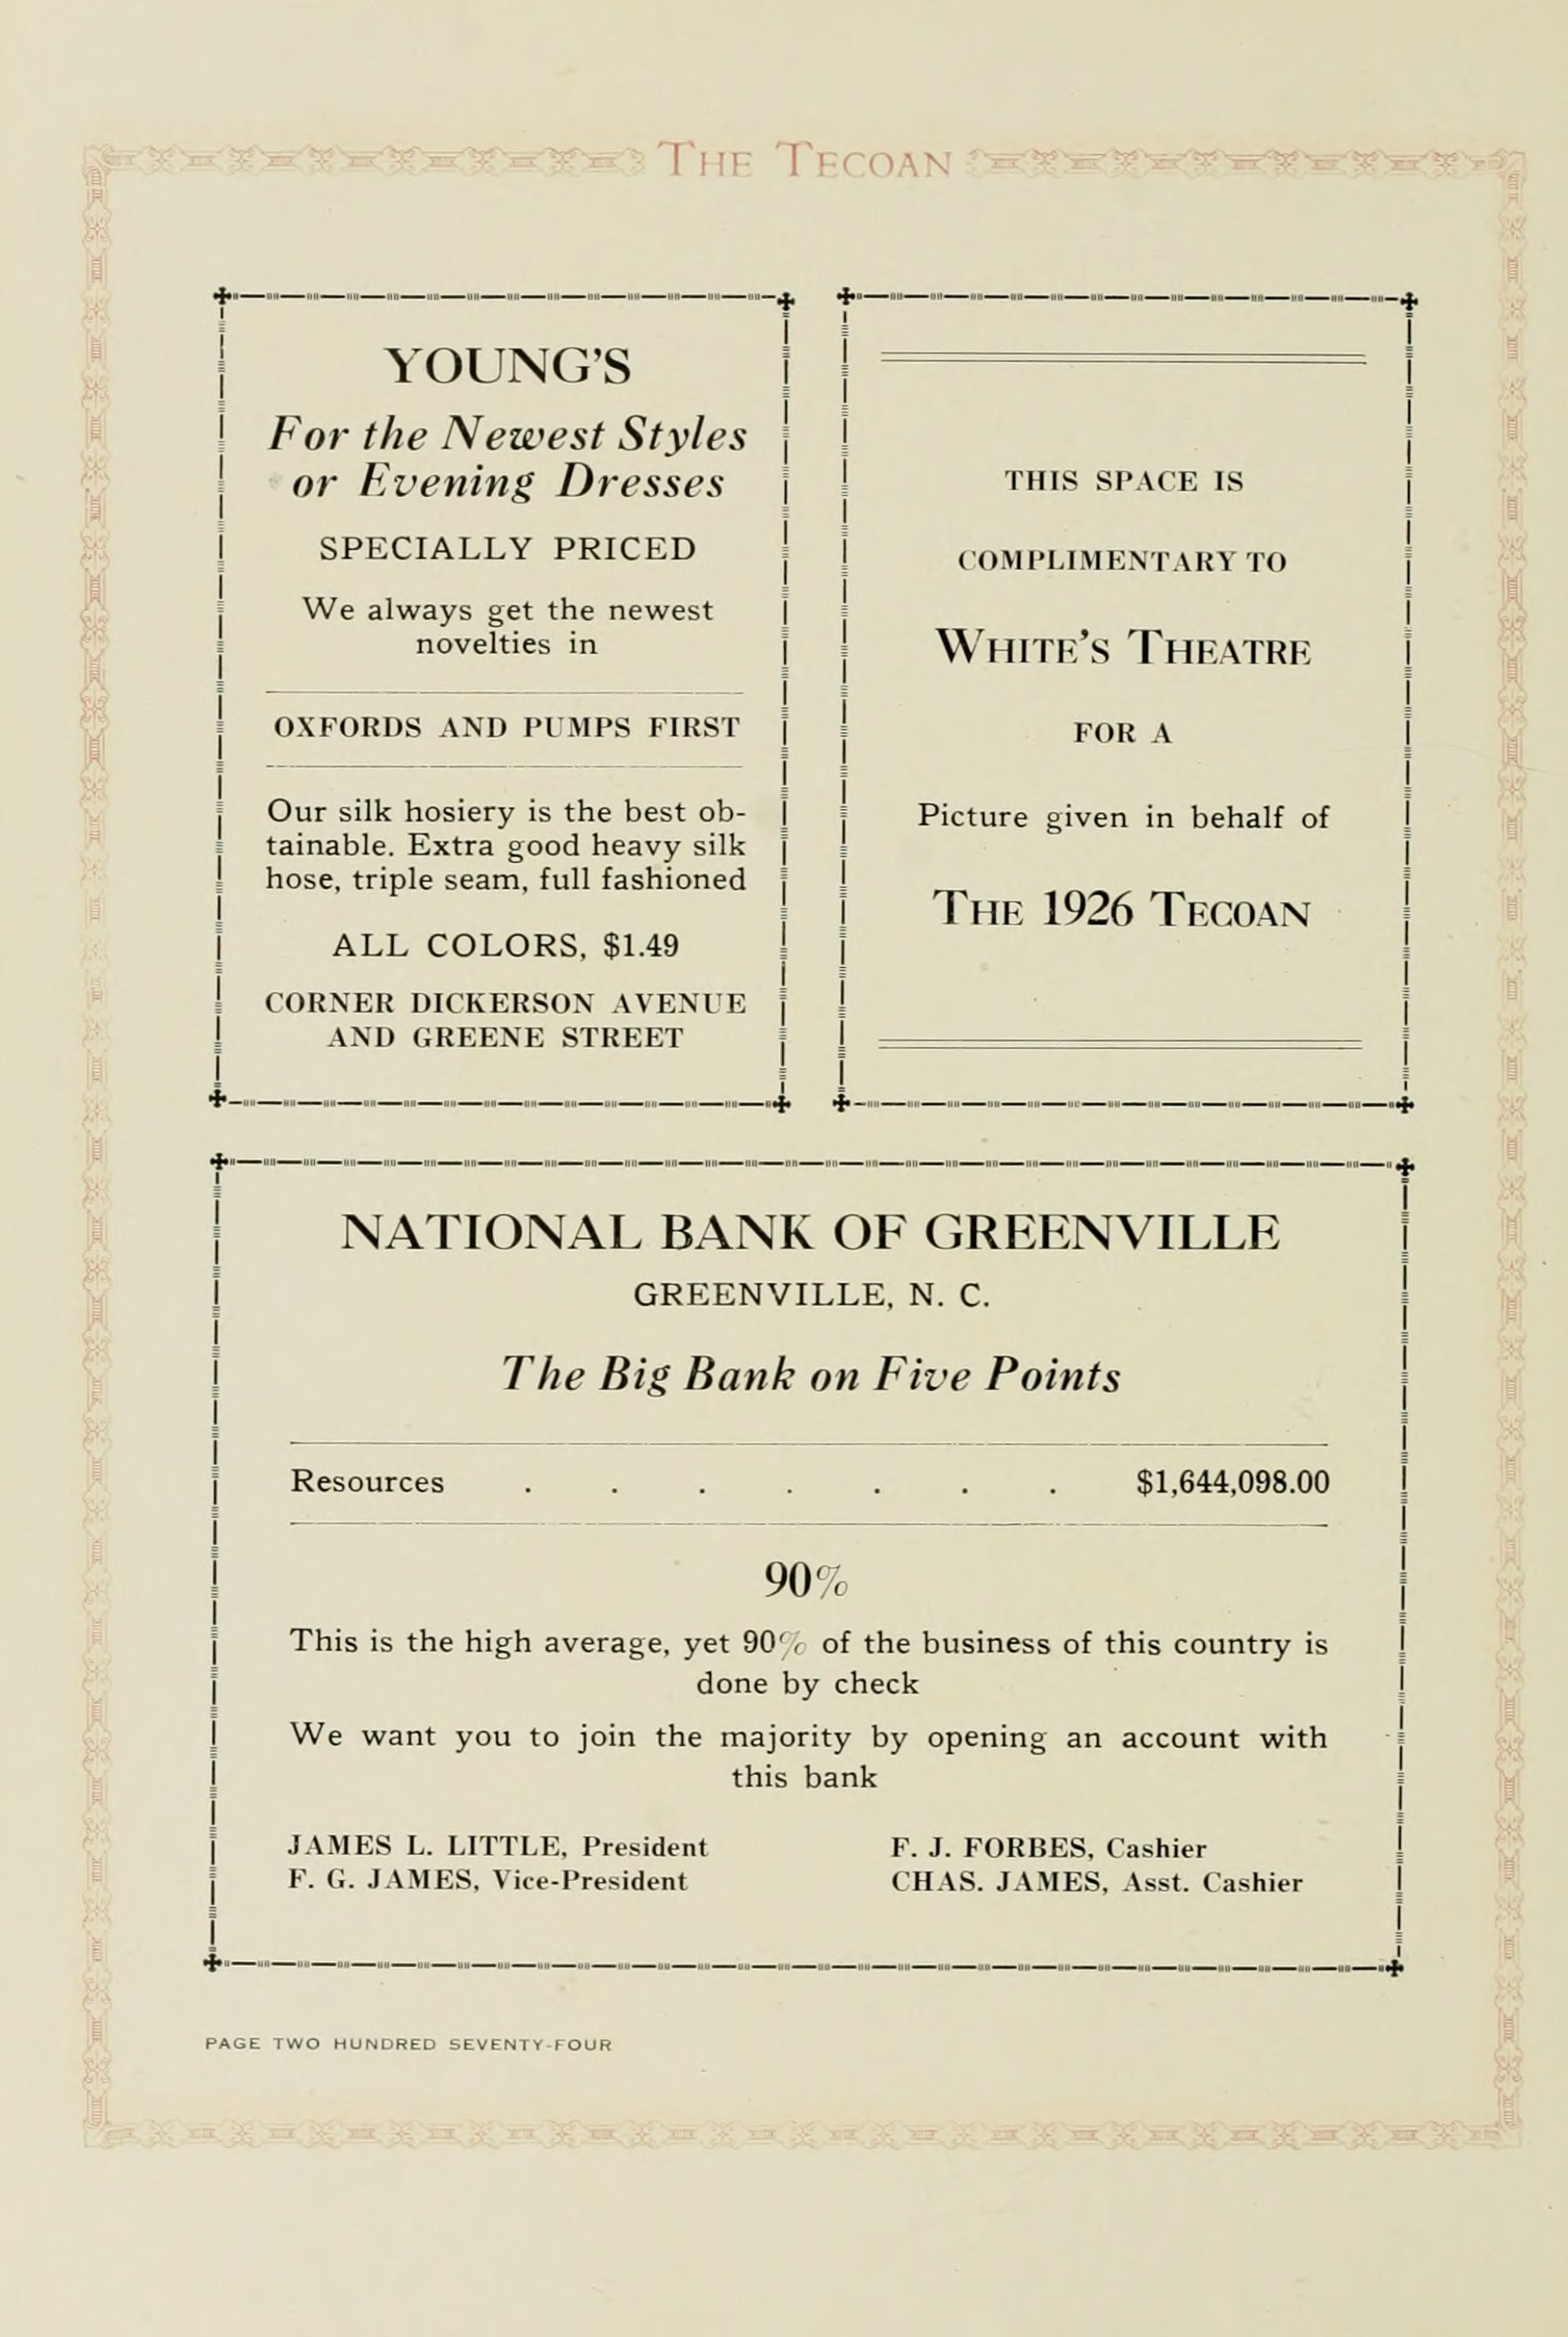 The Tecoan
YOUNG'S
For the Newest Styles
or Evening Dresses
SPECIALLY PRICED
We always get the newest
novelties in
OXFORDS AND PUMPS FIRST
Our silk hosiery is the best ob-
tainable. Extra good heavy silk
hose, triple seam, full fashioned
ALL COLORS, $1.49
CORNER DICKERSON AVENUE
AND GREENE STREET
THIS SPACE IS
COMPLIMENTARY TO
White's Theatre
FOR A
Picture given in behalf of
The 1926 Tecoan
NATIONAL BANK OF GREENVILLE
GREENVILLE, N. C.
The Big Bank on Five Points
Resources . . . . . . . $1,644,098.00
90%
This is the high average, yet 90% of the business of this country is
done by check
We want you to join the majority by opening an account with
this bank
JAMES L. LITTLE, President F. J. FORBES, Cashier
F. G. JAMES, Vice-President CHAS. JAMES, Asst. Cashier
PAGE TWO HUNDRED SEVENTY-FOUR